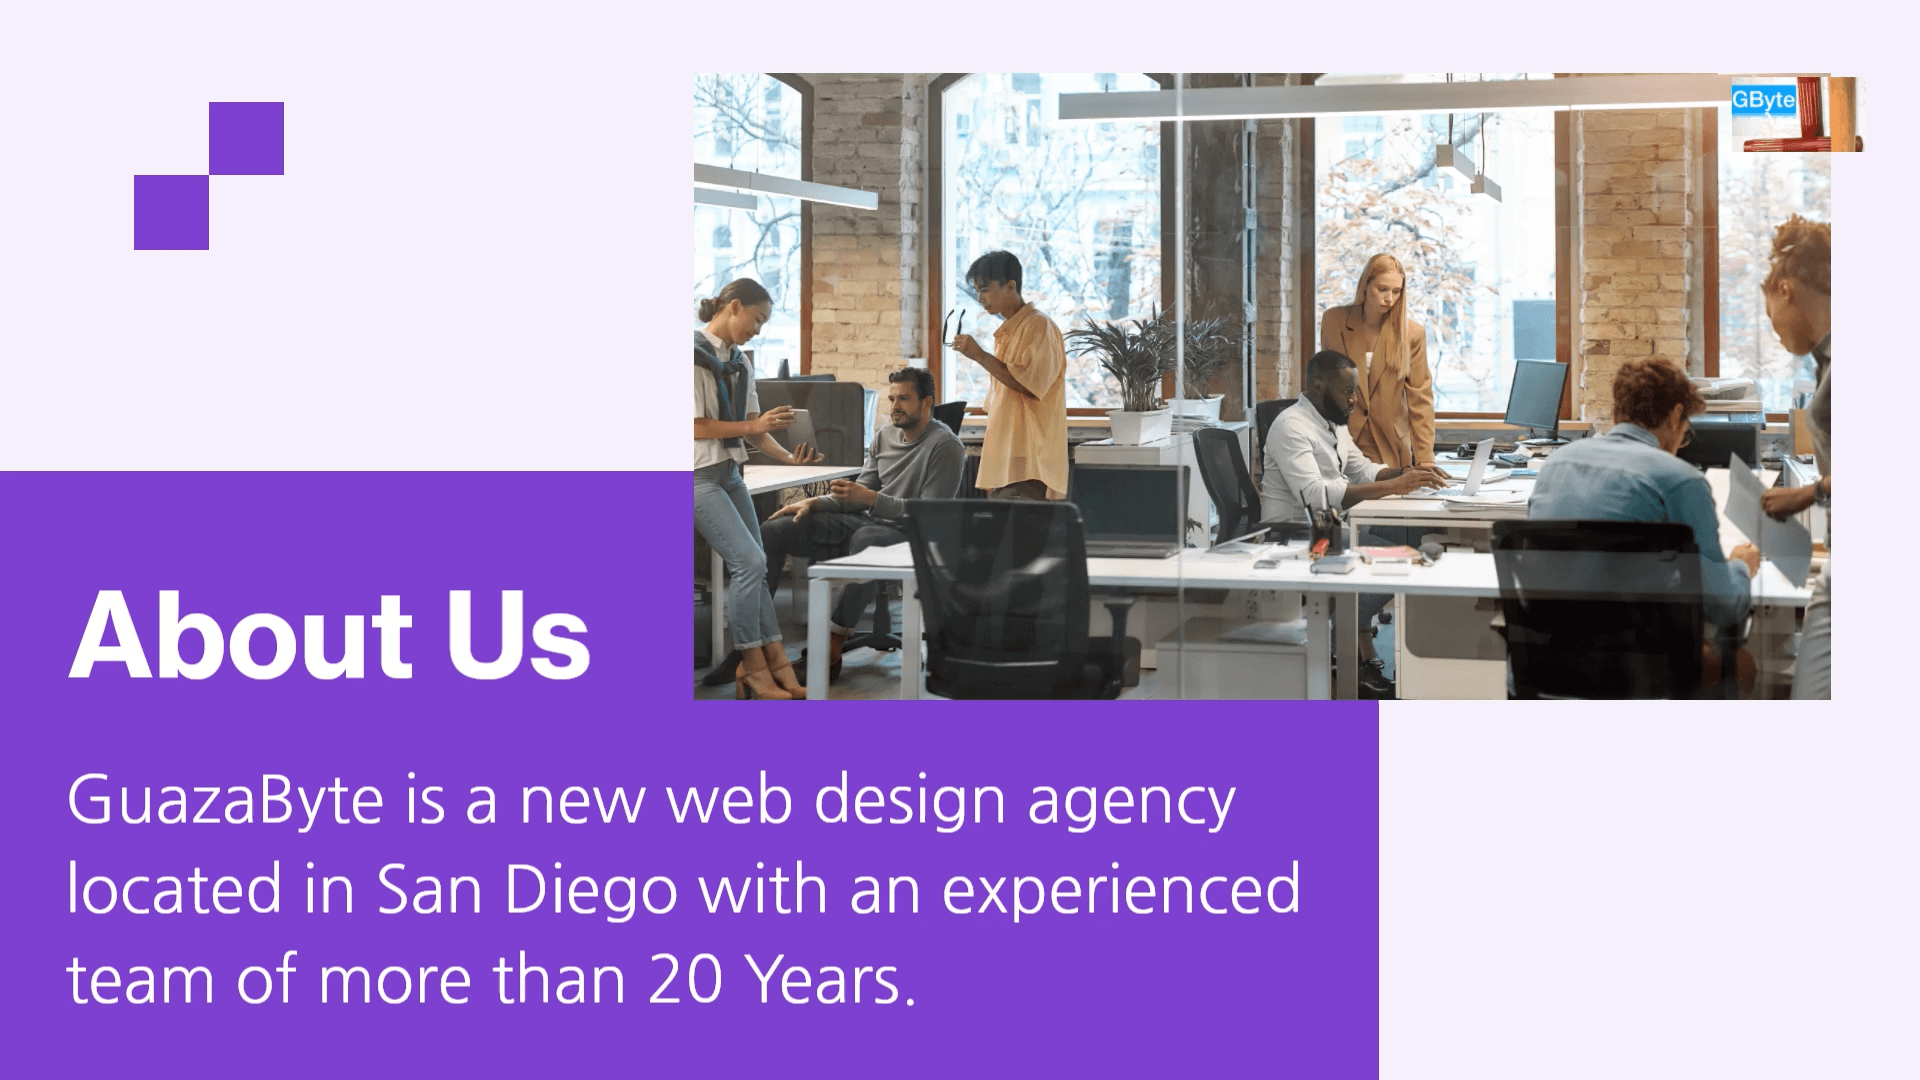 GByte
About Us
GuazaByte is a new web design agency
located in San Diego with an experienced
team of more than 20 Years.